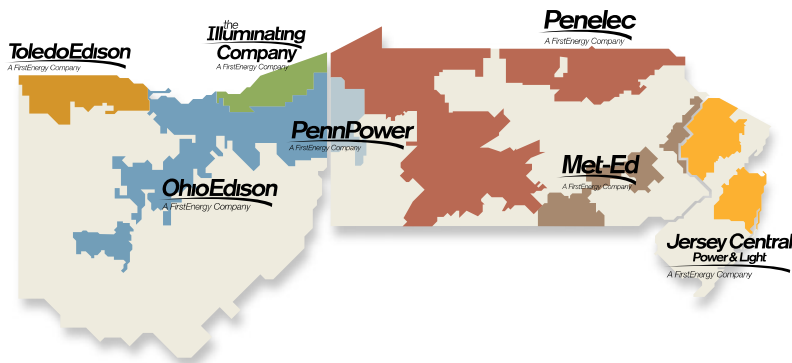 ToledoEdison
A FirstEnergy Company
the
Illuminating
Company
A FirstEnergy Company
Penelec
A FirstEnergy Company
PennPower
A FirstEnergy Company
Met-Ed
A FirstEnergy Company
OhioEdison
A FirstEnergy Company
Jersey Central
Power & Light
A FirstEnergy Company